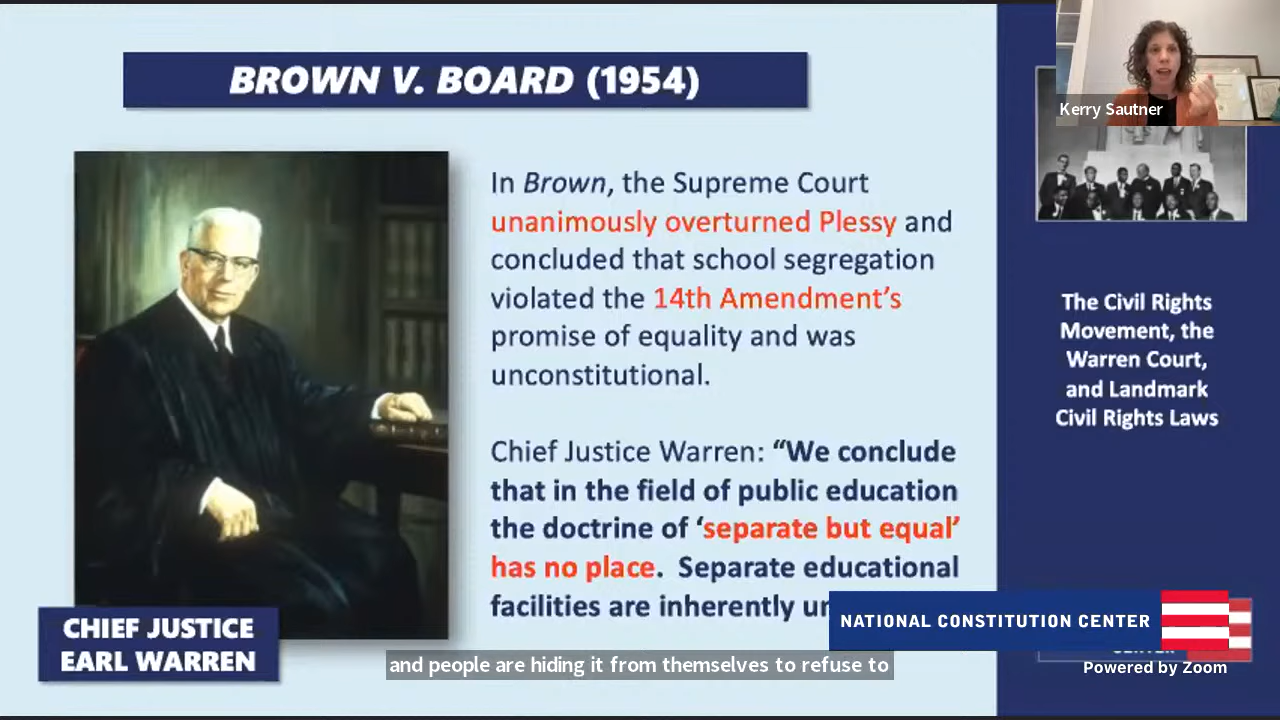 BROWN V. BOARD (1954)
Kerry Sautner
In Brown, the Supreme Court
unanimously overturned Plessy and
concluded that school segregation
violated the 14th Amendment's
promise of equality and was
unconstitutional.
Chief Justice Warren: “We conclude
that in the field of public education
the doctrine of ‘separate but equal’
has no place. Separate educational
facilities are inherently
CHIEF JUSTICE
EARL WARREN
The Civil Rights
Movement, the
Warren Court,
and Landmark
Civil Rights Laws
NATIONAL CONSTITUTION CENTER
Powered by Zoom
and people are hiding it from themselves to refuse to